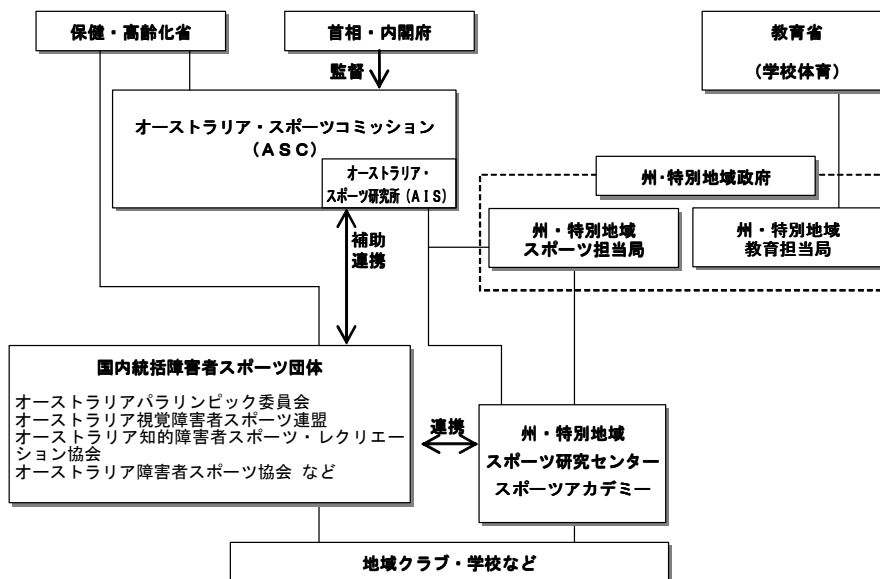 保健・高齢化省
首相・内閣府
教育省
(学校体育)
監督
オーストラリア・スポーツコミッション
(ASC)
オーストラリア・
スポーツ研究所(AIS)
州・特別地域政府
州・特別地域
スポーツ担当局
州・特別地域
教育担当局
補助
連携
国内統括障害者スポーツ団体
オーストラリアパラリンピック委員会
オーストラリア視覚障害者スポーツ連盟
オーストラリア知的障害者スポーツ・レクリエー
ション協会
オーストラリア障害者スポーツ協会 など
連携
州・特別地域
スポーツ研究センター
スポーツアカデミー
地域クラブ・学校など